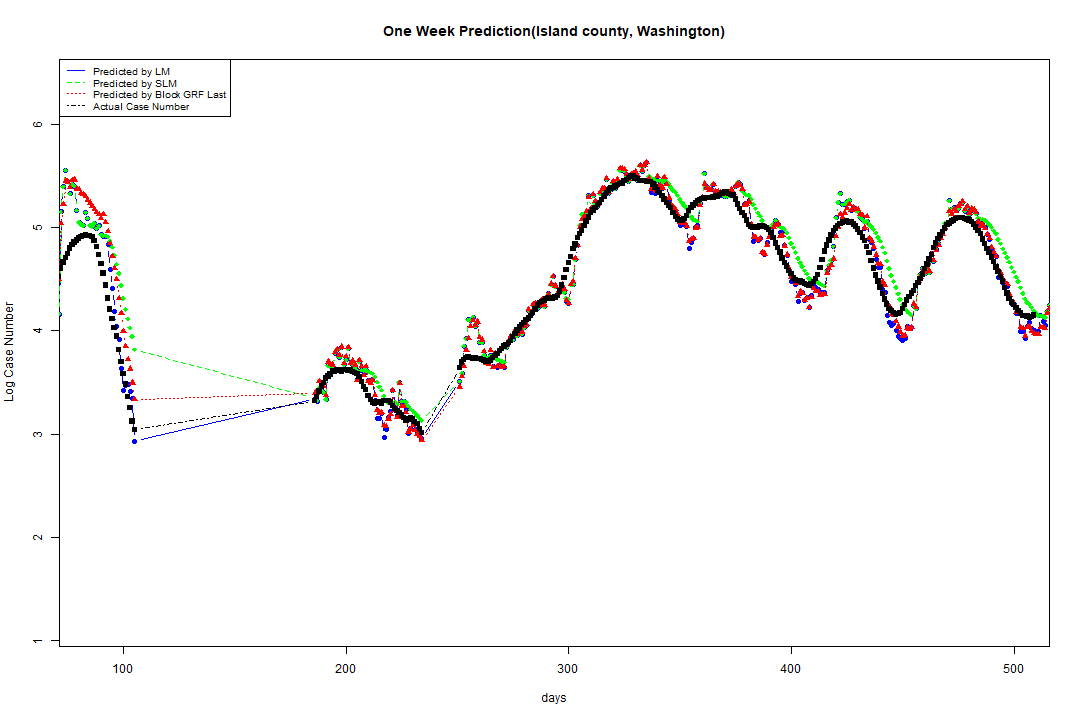 One Week Prediction(Island county, Washington)
Predicted by LM
Predicted by SLM
Predicted by Block GRF Last
Actual Case Number
6
5
4
3
2
1
Log Case Number
100 200 300 400 500
days